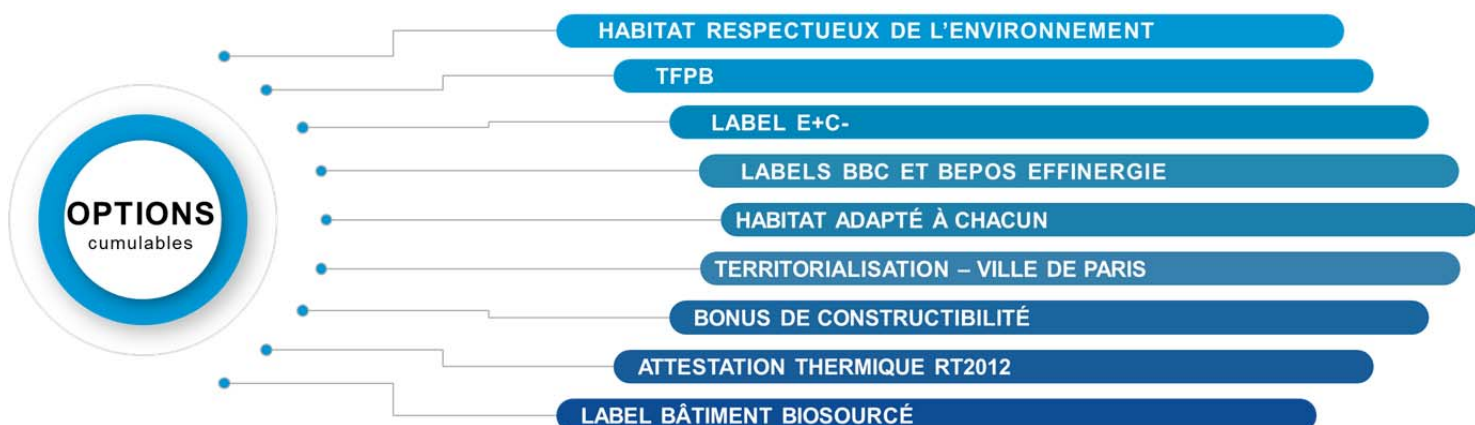 OPTIONS
cumulables
HABITAT RESPECTUEUX DE L’ENVIRONNEMENT
TFPB
LABEL E+C-
LABELS BBC ET BEPOS EFFINERGIE
HABITAT ADAPTÉ À CHACUN
TERRITORIALISATION – VILLE DE PARIS
BONUS DE CONSTRUCTIBILITÉ
ATTESTATION THERMIQUE RT2012
LABEL BÂTIMENT BIOSOURCÉ